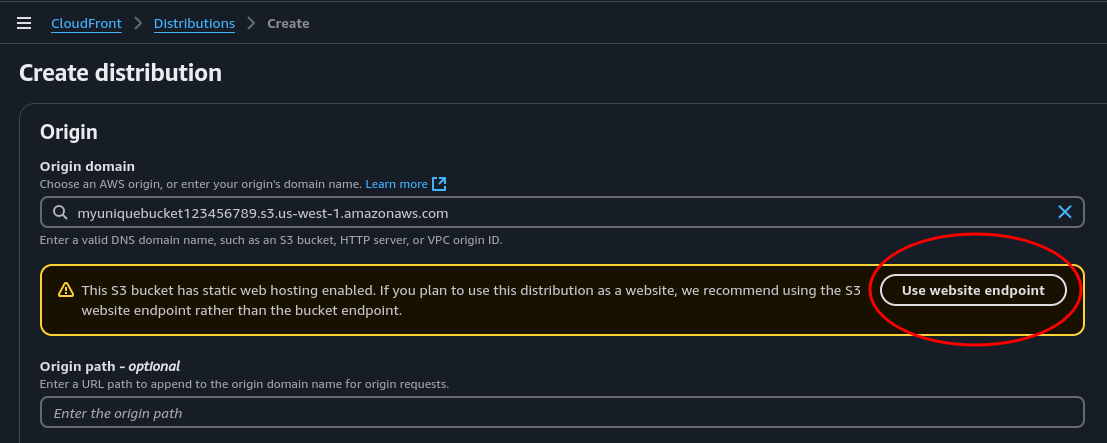 CloudFront > Distributions > Create
Create distribution
Origin
Origin domain
Choose an AWS origin, or enter your origin's domain name. Learn more
myuniquebucket123456789.s3.us-west-1.amazonaws.com
Enter a valid DNS domain name, such as an S3 bucket, HTTP server, or VPC origin ID.
This S3 bucket has static web hosting enabled. If you plan to use this distribution as a website, we recommend using the S3
website endpoint rather than the bucket endpoint.
Use website endpoint
Origin path - optional
Enter a URL path to append to the origin domain name for origin requests.
Enter the origin path